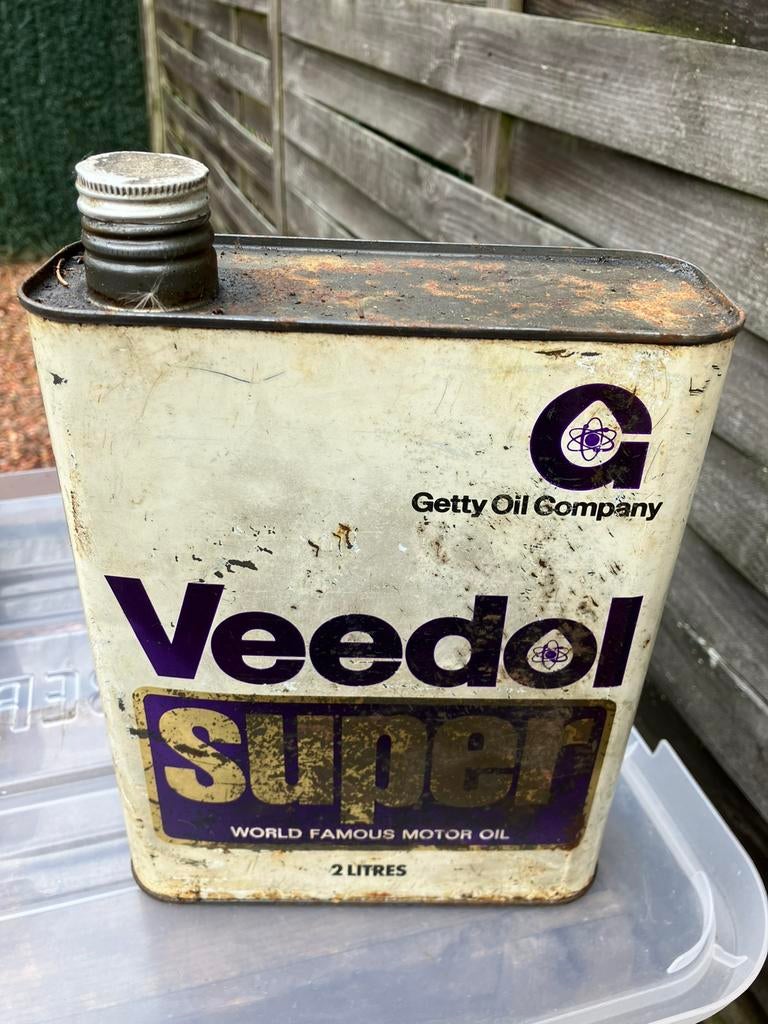 G
Getty Oil Company
Veedol
super
WORLD FAMOUS MOTOR OIL
2 LITRES